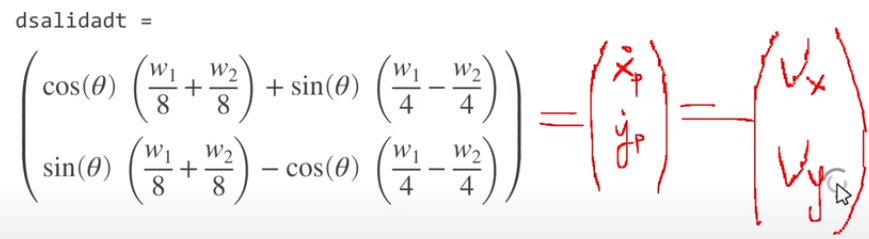 dsalidadt =
cos(θ) (w₁/8 + w₂/8) + sin(θ) (w₁/4 − w₂/4)
sin(θ) (w₁/8 + w₂/8) − cos(θ) (w₁/4 − w₂/4)
= (ẋₚ
ẏₚ)
= (Vₓ
V_y)